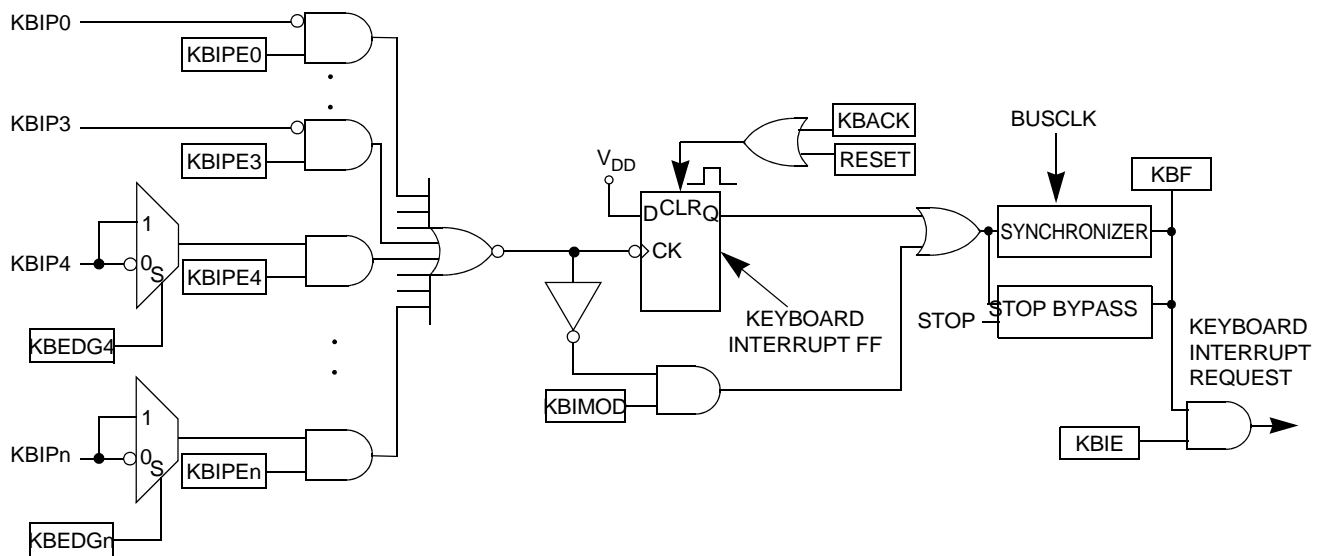 KBIP0
KBIPE0
KBIP3
KBIPE3
KBIP4
1
0
S
KBIPE4
KBEDG4
KBIPn
1
0
S
KBIPEn
KBEDGn
VDD
D
CLR
Q
CK
KBACK
RESET
KEYBOARD
INTERRUPT FF
KBIMOD
BUSCLK
SYNCHRONIZER
STOP BYPASS
STOP
KBF
KEYBOARD
INTERRUPT
REQUEST
KBIE